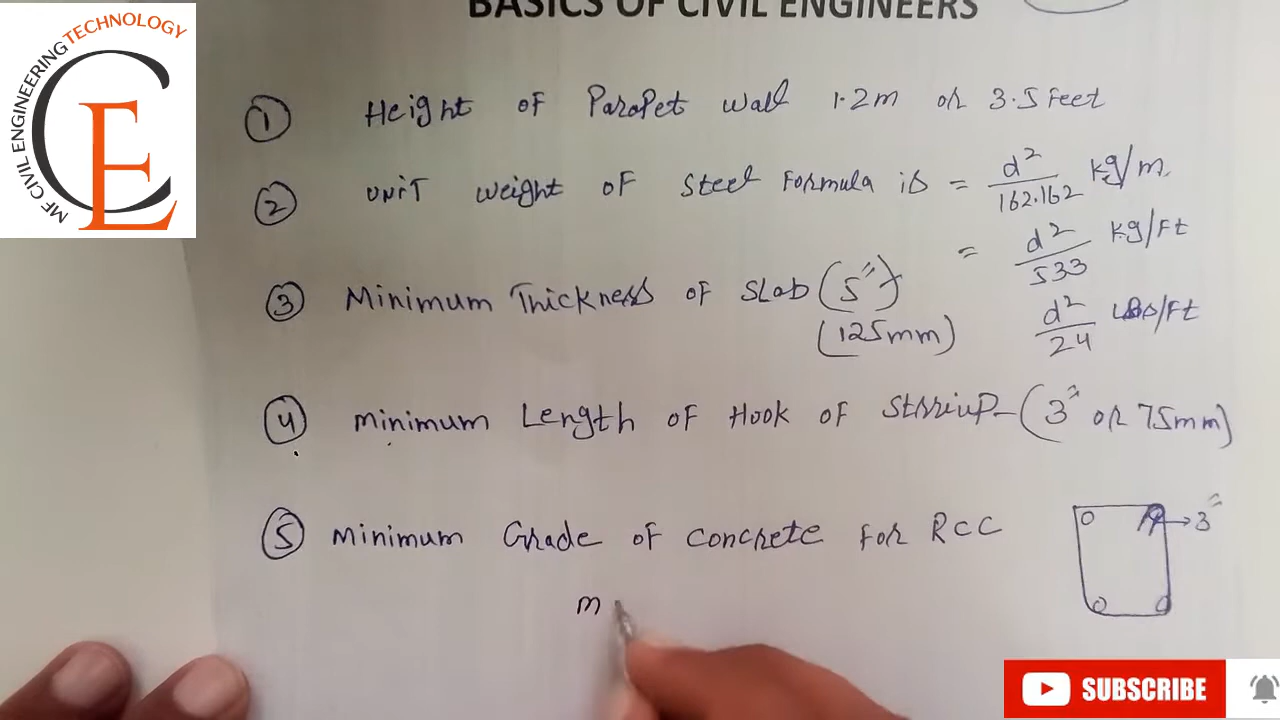 BASICS OF CIVIL ENGINEERS
MF CIVIL ENGINEERING TECHNOLOGY
CE
1 Height of Parapet wall 1.2m or 3.5 Feet
2 Unit weight of Steel Formula is = d²/162.162 kg/m.
= d²/533 kg/Ft
3 Minimum Thickness of Slab (5")
(125mm)
d²/24 Lbs/Ft
4 Minimum Length of Hook of Strriup - (3" or 75mm)
5 Minimum Grade of concrete for RCC
3"
m
SUBSCRIBE